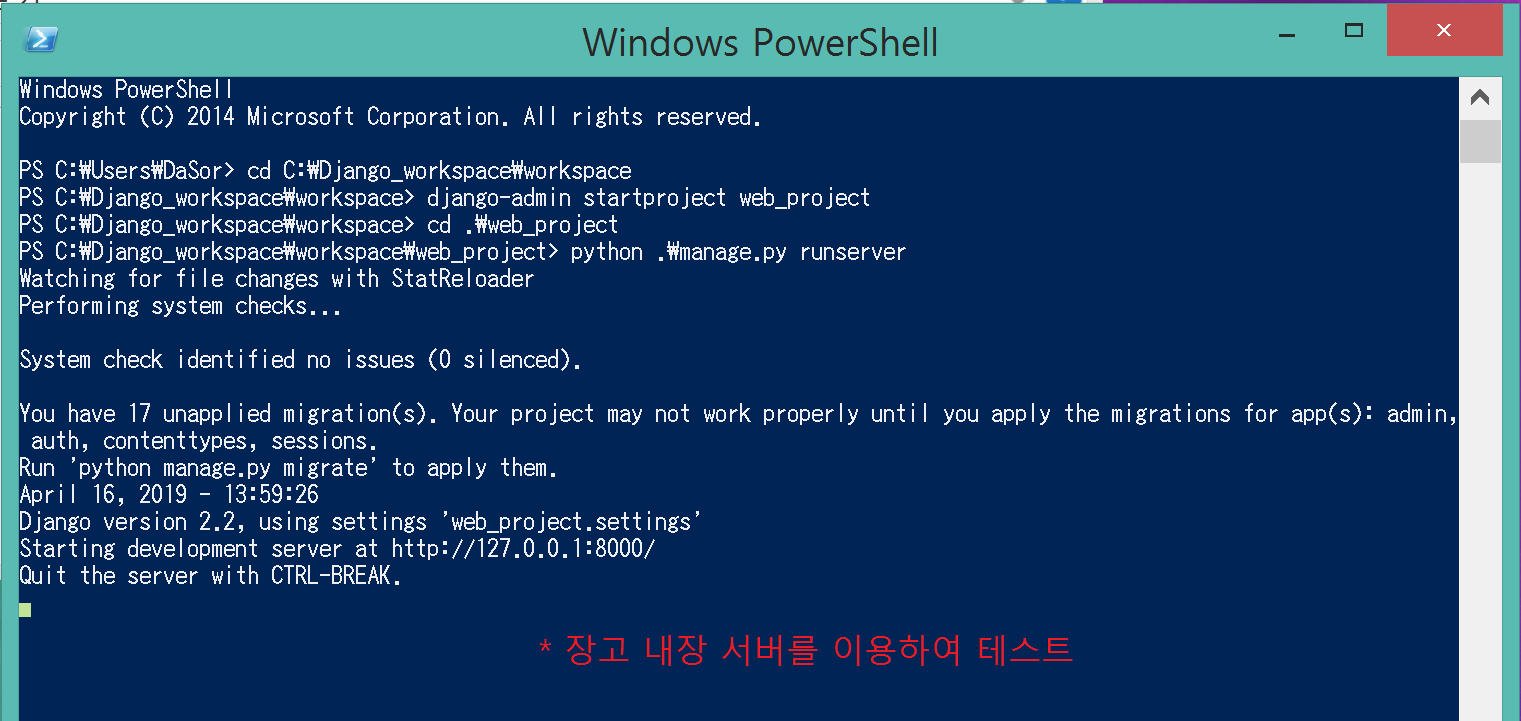 Windows PowerShell
Windows PowerShell
Copyright (C) 2014 Microsoft Corporation. All rights reserved.
PS C:₩Users₩DaSor> cd C:₩Django_workspace₩workspace
PS C:₩Django_workspace₩workspace> django-admin startproject web_project
PS C:₩Django_workspace₩workspace> cd .₩web_project
PS C:₩Django_workspace₩workspace₩web_project> python .₩manage.py runserver
Watching for file changes with StatReloader
Performing system checks...
System check identified no issues (0 silenced).
You have 17 unapplied migration(s). Your project may not work properly until you apply the migrations for app(s): admin,
auth, contenttypes, sessions.
Run 'python manage.py migrate' to apply them.
April 16, 2019 - 13:59:26
Django version 2.2, using settings 'web_project.settings'
Starting development server at http://127.0.0.1:8000/
Quit the server with CTRL-BREAK.
* 장고 내장 서버를 이용하여 테스트